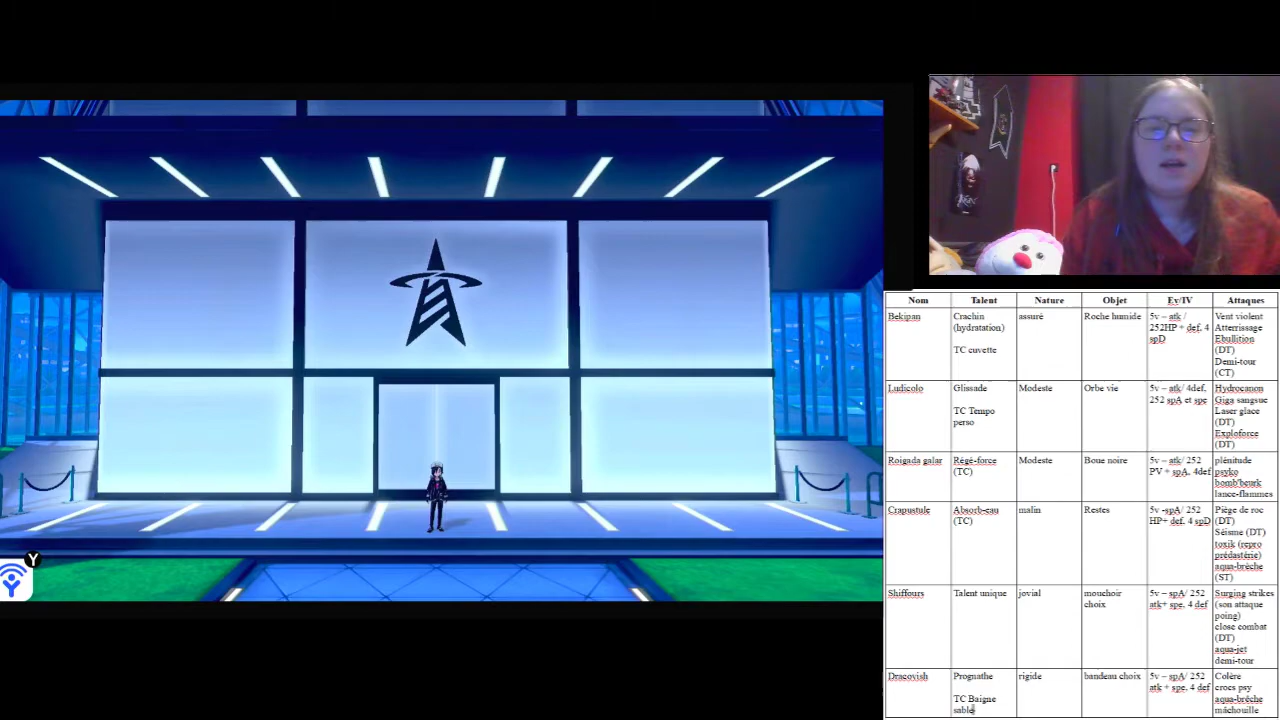 Y
Nom Talent Nature Objet Ev/IV Attaques
Bekipan Crachin assuré Roche humide 5v – atk / Vent violent
(hydratation) 252HP + def. 4 Atterrissage
spD Ebullition
TC cuvette (DT)
Demi-tour
(CT)
Ludicolo Glissade Modeste Orbe vie 5v – atk/ 4def. Hydrocanon
252 spA et spe Giga sangsue
TC Tempo Laser glace
perso (DT)
Exploforce
(DT)
Roigada galar Régé-force Modeste Boue noire 5v – atk/ 252 plénitude
(TC) PV + spA. 4def psyko
bomb'beurk
lance-flammes
Crapustule Absorb-eau malin Restes 5v -spA/ 252 Piège de roc
(TC) HP+ def. 4 spD (DT)
Séisme (DT)
toxik (repro
prédastérie)
aqua-brèche
(ST)
Shiffours Talent unique jovial mouchoir 5v – spA/ 252 Surging strikes
choix atk+ spe. 4 def (son attaque
poing)
close combat
(DT)
aqua-jet
demi-tour
Dracovish Prognathe rigide bandeau choix 5v – spA/ 252 Colère
atk + spe. 4 def crocs psy
TC Baigne aqua-brèche
sable mâchouille